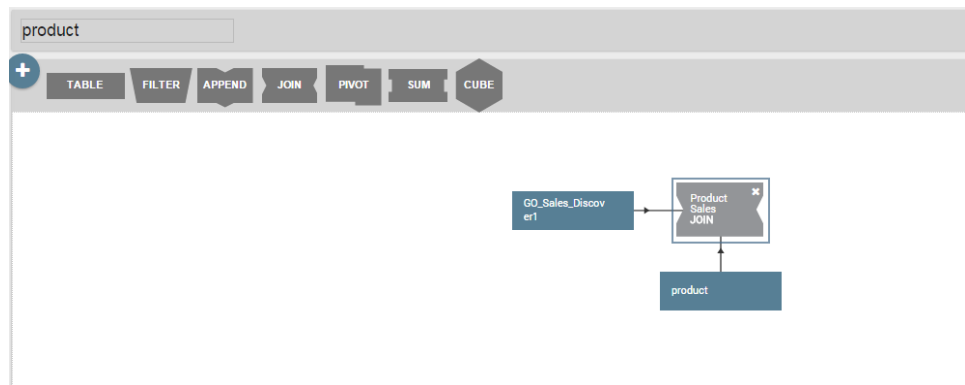 product
+
TABLE FILTER APPEND JOIN PIVOT SUM CUBE
GO_Sales_Discov
er1
Product
Sales
JOIN
product